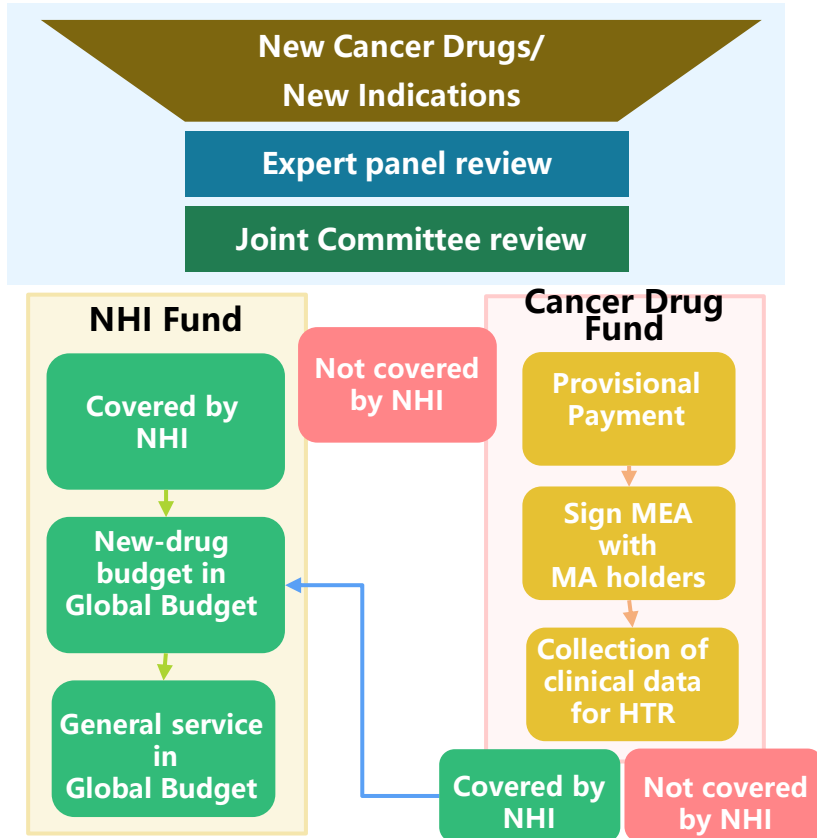 New Cancer Drugs/
New Indications
Expert panel review
Joint Committee review
NHI Fund
Covered by
NHI
New-drug
budget in
Global Budget
General service
in
Global Budget
Not covered
by NHI
Cancer Drug
Fund
Provisional
Payment
Sign MEA
with
MA holders
Collection of
clinical data
for HTR
Covered by
NHI
Not covered
by NHI